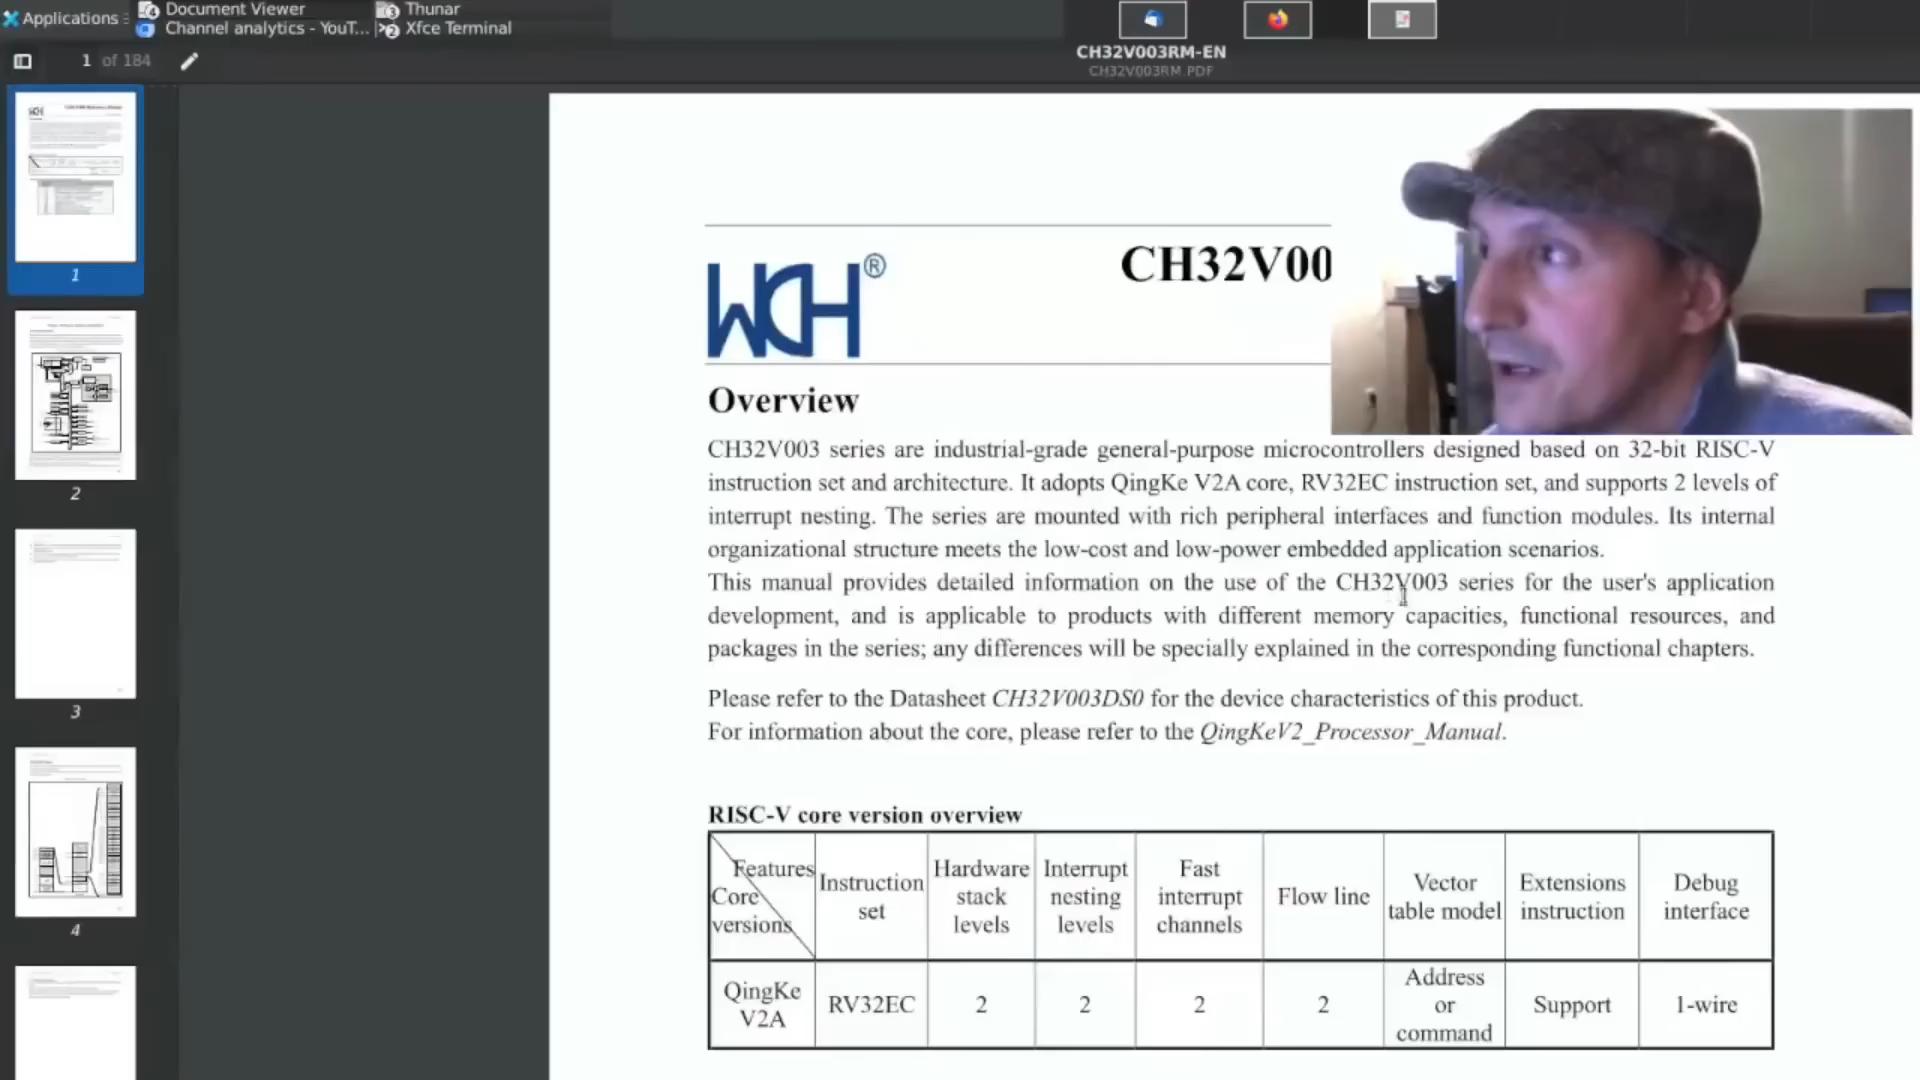 Applications
Document Viewer
Thunar
Channel analytics - YouT...
Xfce Terminal
1 of 184
CH32V003RM-EN
CH32V003RM.PDF
1
2
3
4
WCH®
CH32V00
Overview
CH32V003 series are industrial-grade general-purpose microcontrollers designed based on 32-bit RISC-V
instruction set and architecture. It adopts QingKe V2A core, RV32EC instruction set, and supports 2 levels of
interrupt nesting. The series are mounted with rich peripheral interfaces and function modules. Its internal
organizational structure meets the low-cost and low-power embedded application scenarios.
This manual provides detailed information on the use of the CH32V003 series for the user's application
development, and is applicable to products with different memory capacities, functional resources, and
packages in the series; any differences will be specially explained in the corresponding functional chapters.
Please refer to the Datasheet CH32V003DS0 for the device characteristics of this product.
For information about the core, please refer to the QingKeV2_Processor_Manual.
RISC-V core version overview
Features
Core
versions
Instruction
set
Hardware
stack
levels
Interrupt
nesting
levels
Fast
interrupt
channels
Flow line
Vector
table model
Extensions
instruction
Debug
interface
QingKe
V2A
RV32EC
2
2
2
2
Address
or
command
Support
1-wire